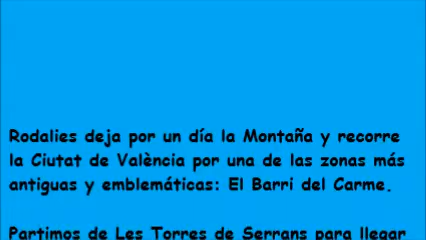 Rodalies deja por un día la Montaña y recorre
la Ciutat de València por una de las zonas más
antiguas y emblemáticas: El Barri del Carme.
Partimos de Les Torres de Serrans para llegar